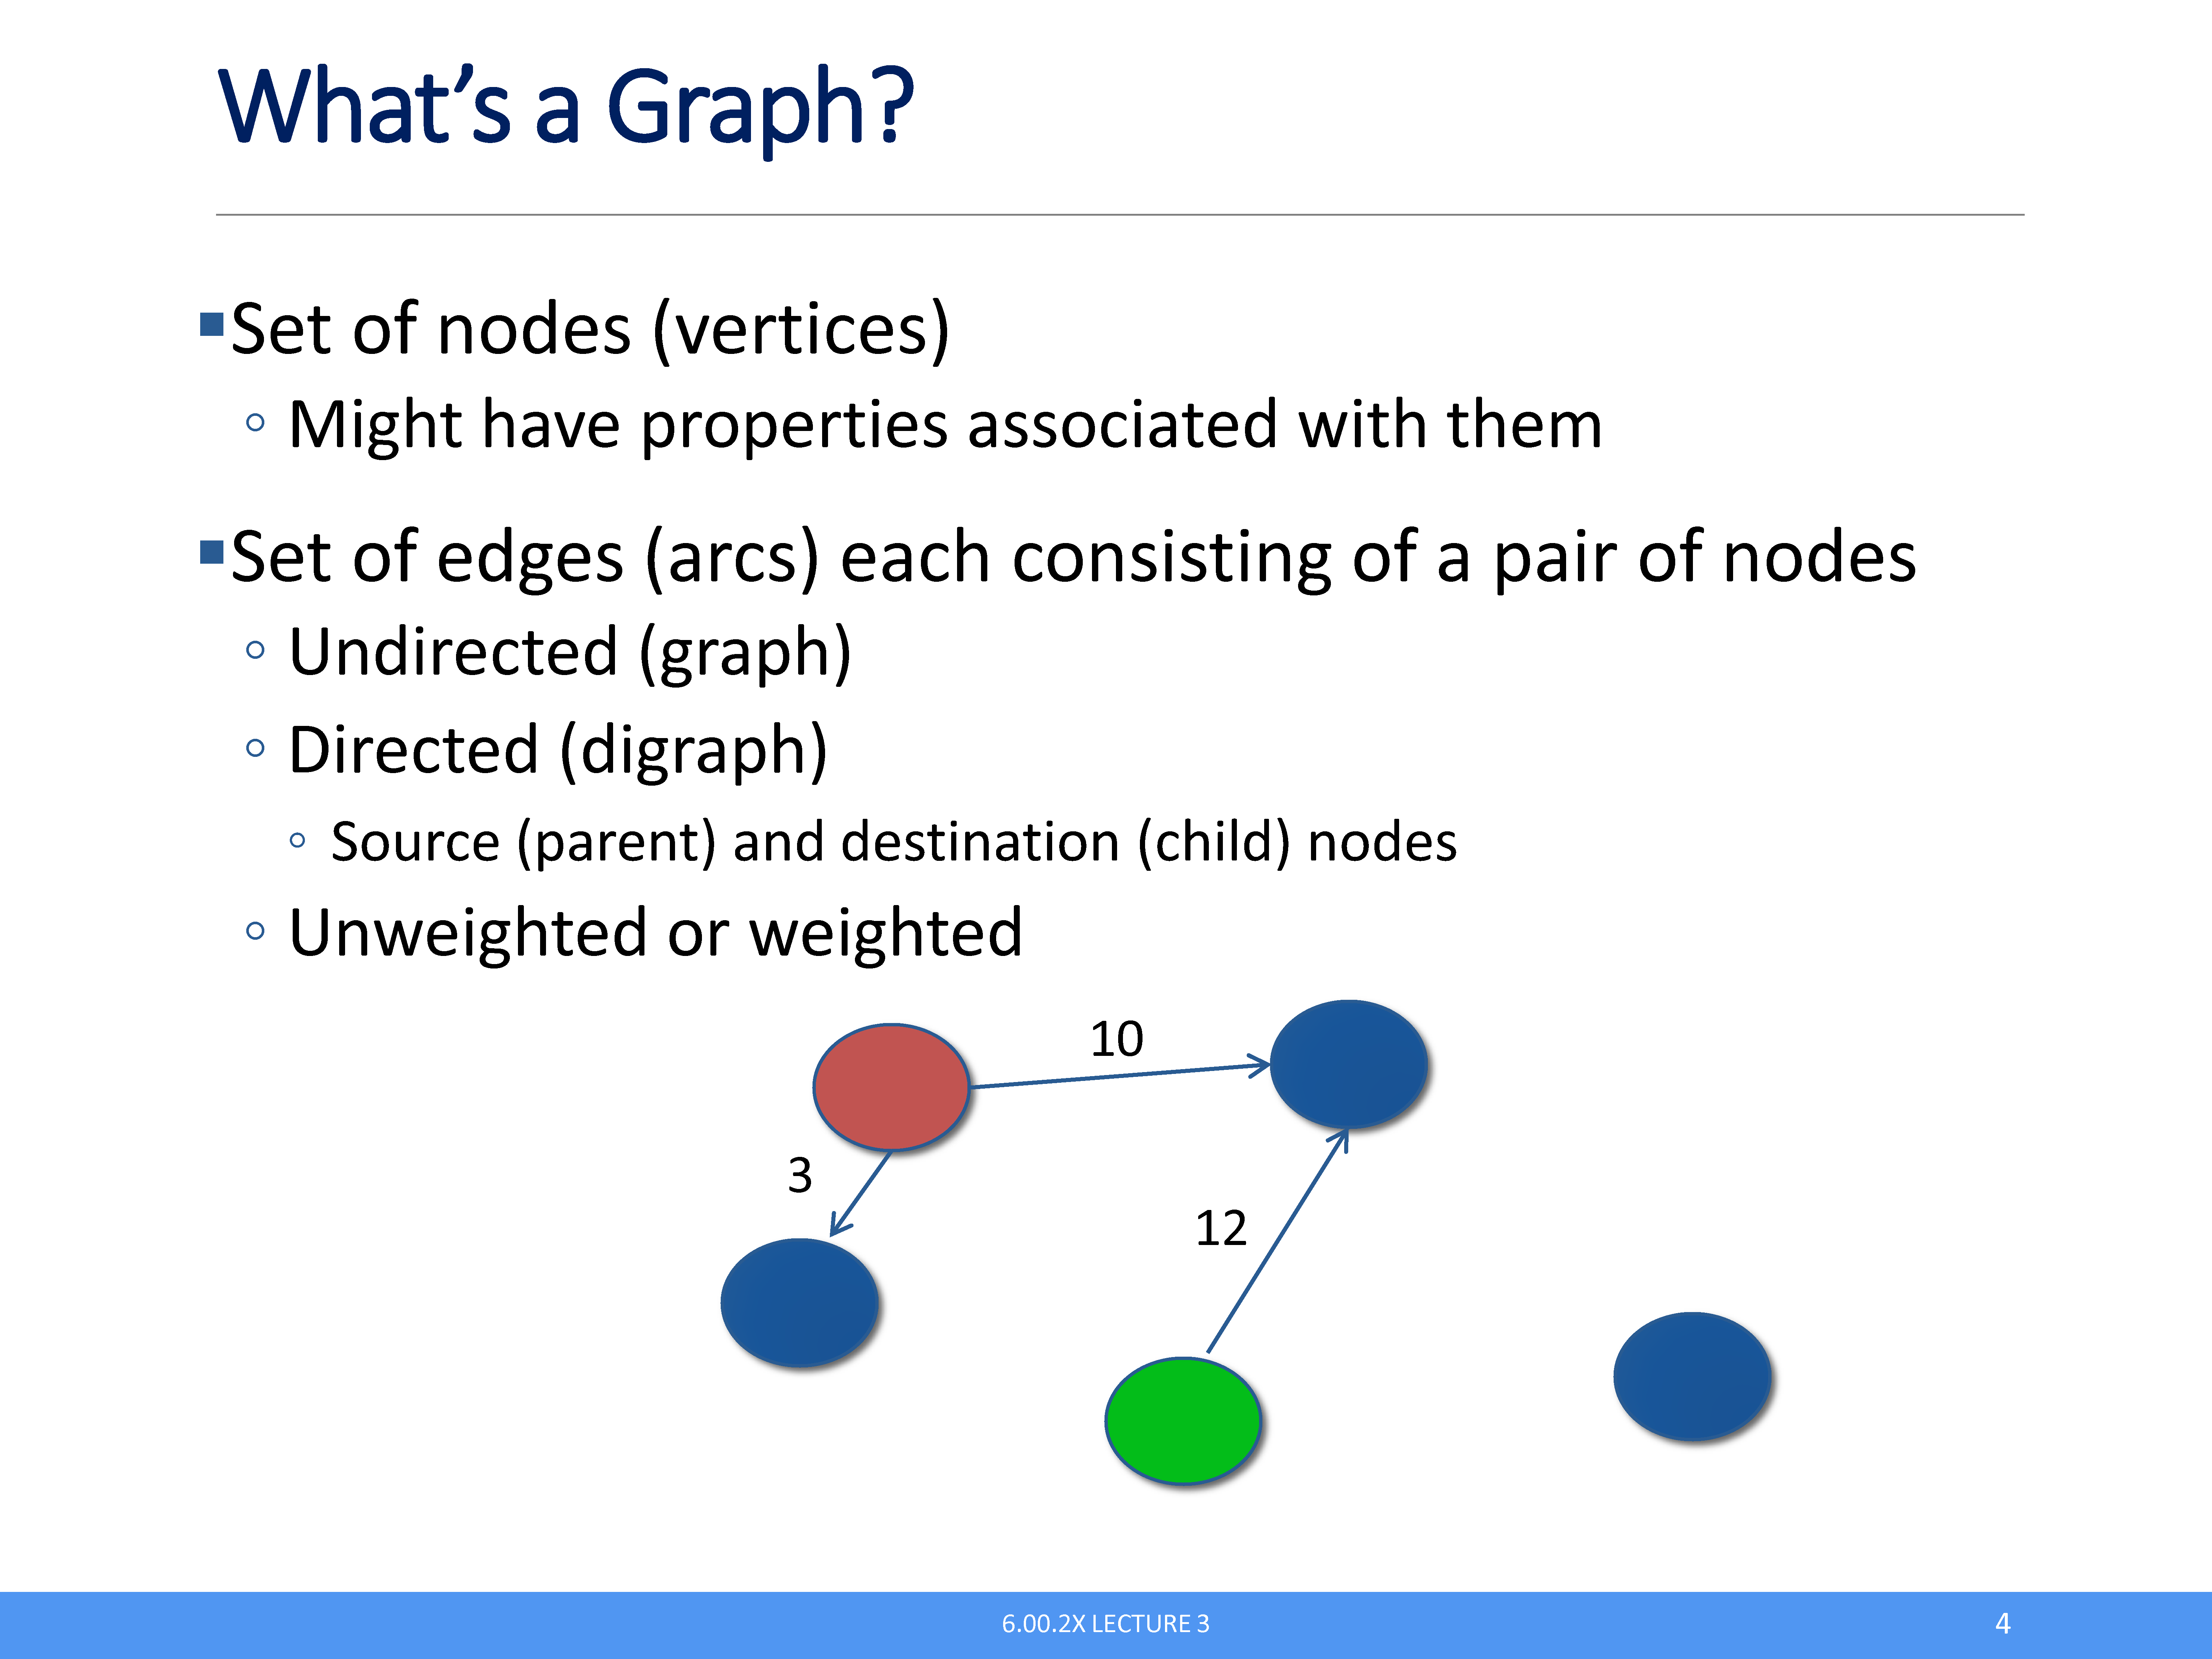 What’s a Graph?
▪Set of nodes (vertices)
◦ Might have properties associated with them
▪Set of edges (arcs) each consisting of a pair of nodes
◦ Undirected (graph)
◦ Directed (digraph)
◦ Source (parent) and destination (child) nodes
◦ Unweighted or weighted
10
3
12
6.00.2X LECTURE 3
4